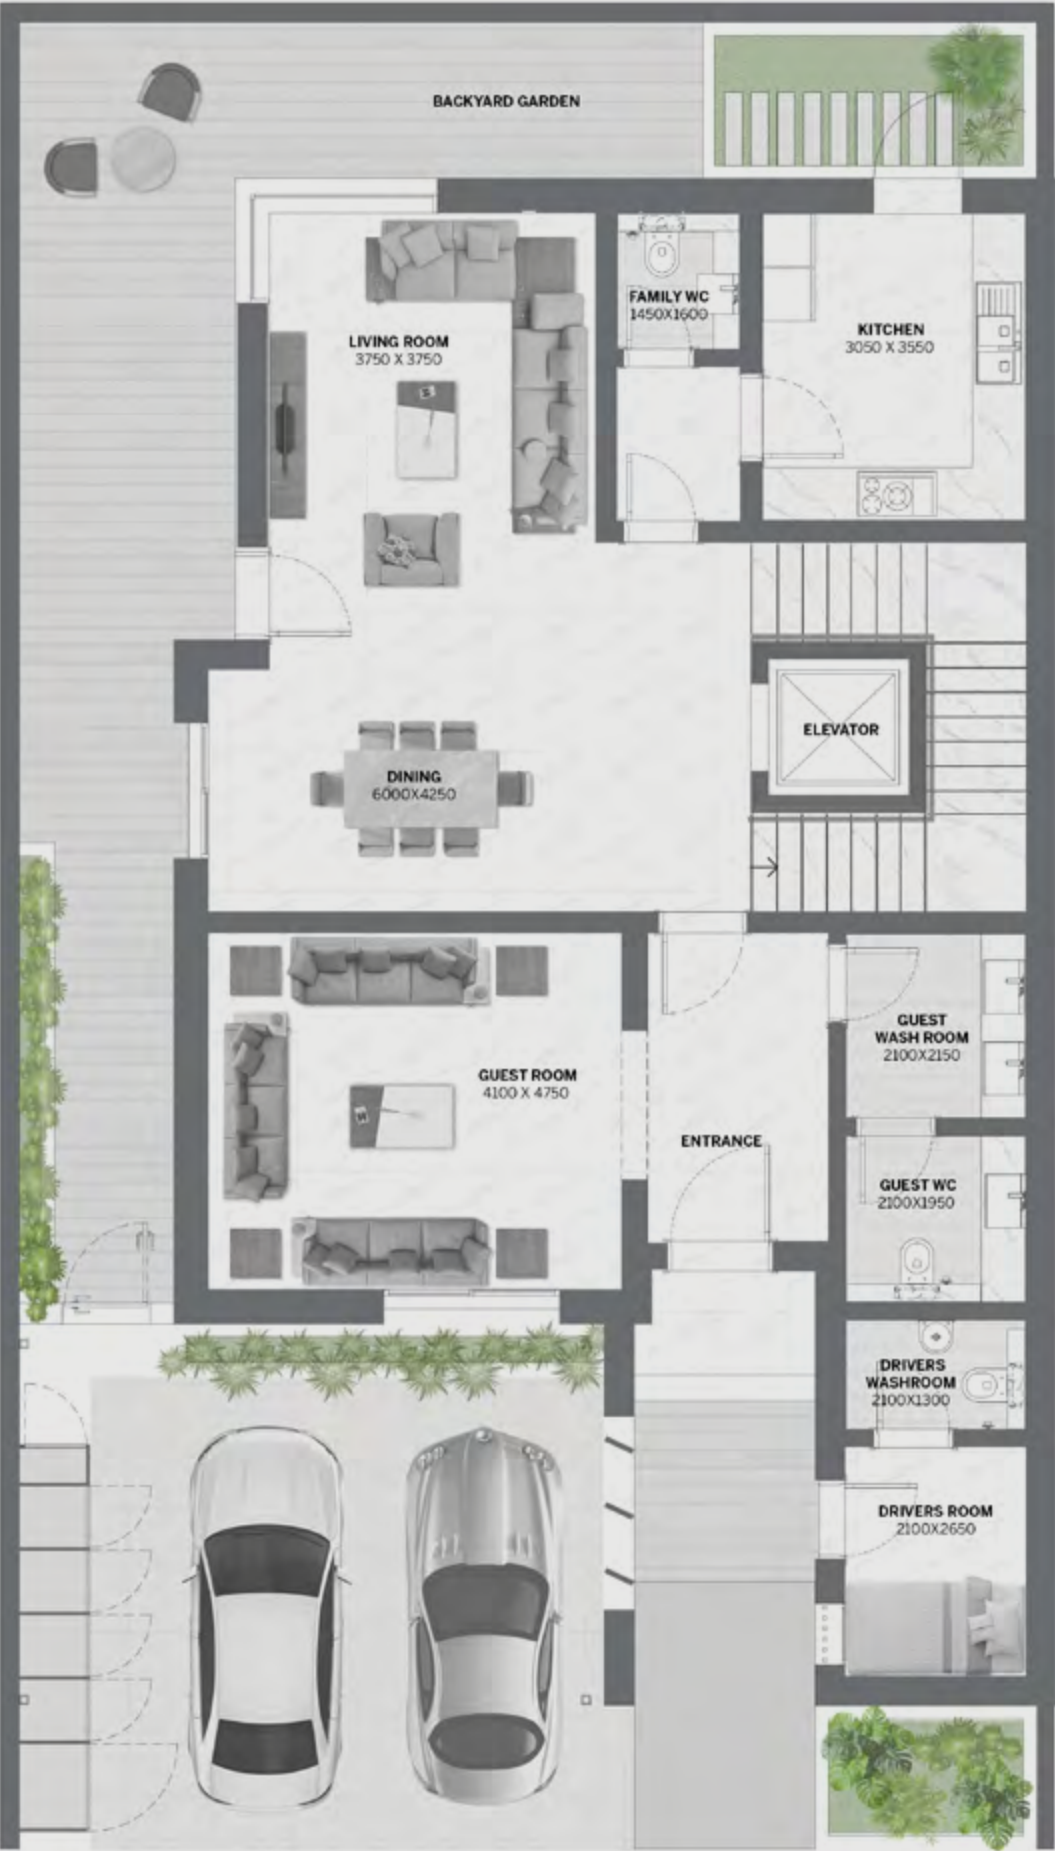 BACKYARD GARDEN
FAMILY WC
1450X1600
LIVING ROOM
3750 X 3750
KITCHEN
3050 X 3550
ELEVATOR
DINING
6000X4250
GUEST
WASH ROOM
2100X2150
GUEST ROOM
4100 X 4750
ENTRANCE
GUEST WC
2100X1950
DRIVERS
WASHROOM
2100X1300
DRIVERS ROOM
2100X2650